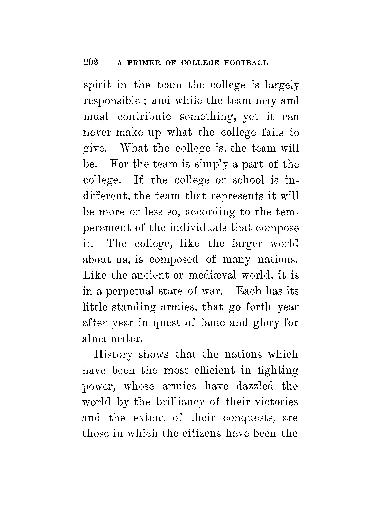 202 A PRIMER OF COLLEGE FOOTBALL
spirit in the team the college is largely
responsible; and while the team may and
must contribute something, yet it can
never make up what the college fails to
give. What the college is, the team will
be. For the team is simply a part of the
college. If the college or school is in-
different, the team that represents it will
be more or less so, according to the tem-
perament of the individuals that compose
it. The college, like the larger world
about us, is composed of many nations.
Like the ancient or mediæval world, it is
in a perpetual state of war. Each has its
little standing armies, that go forth year
after year in quest of fame and glory for
alma mater.
History shows that the nations which
have been the most efficient in fighting
power, whose armies have dazzled the
world by the brilliancy of their victories
and the extent of their conquests, are
those in which the citizens have been the